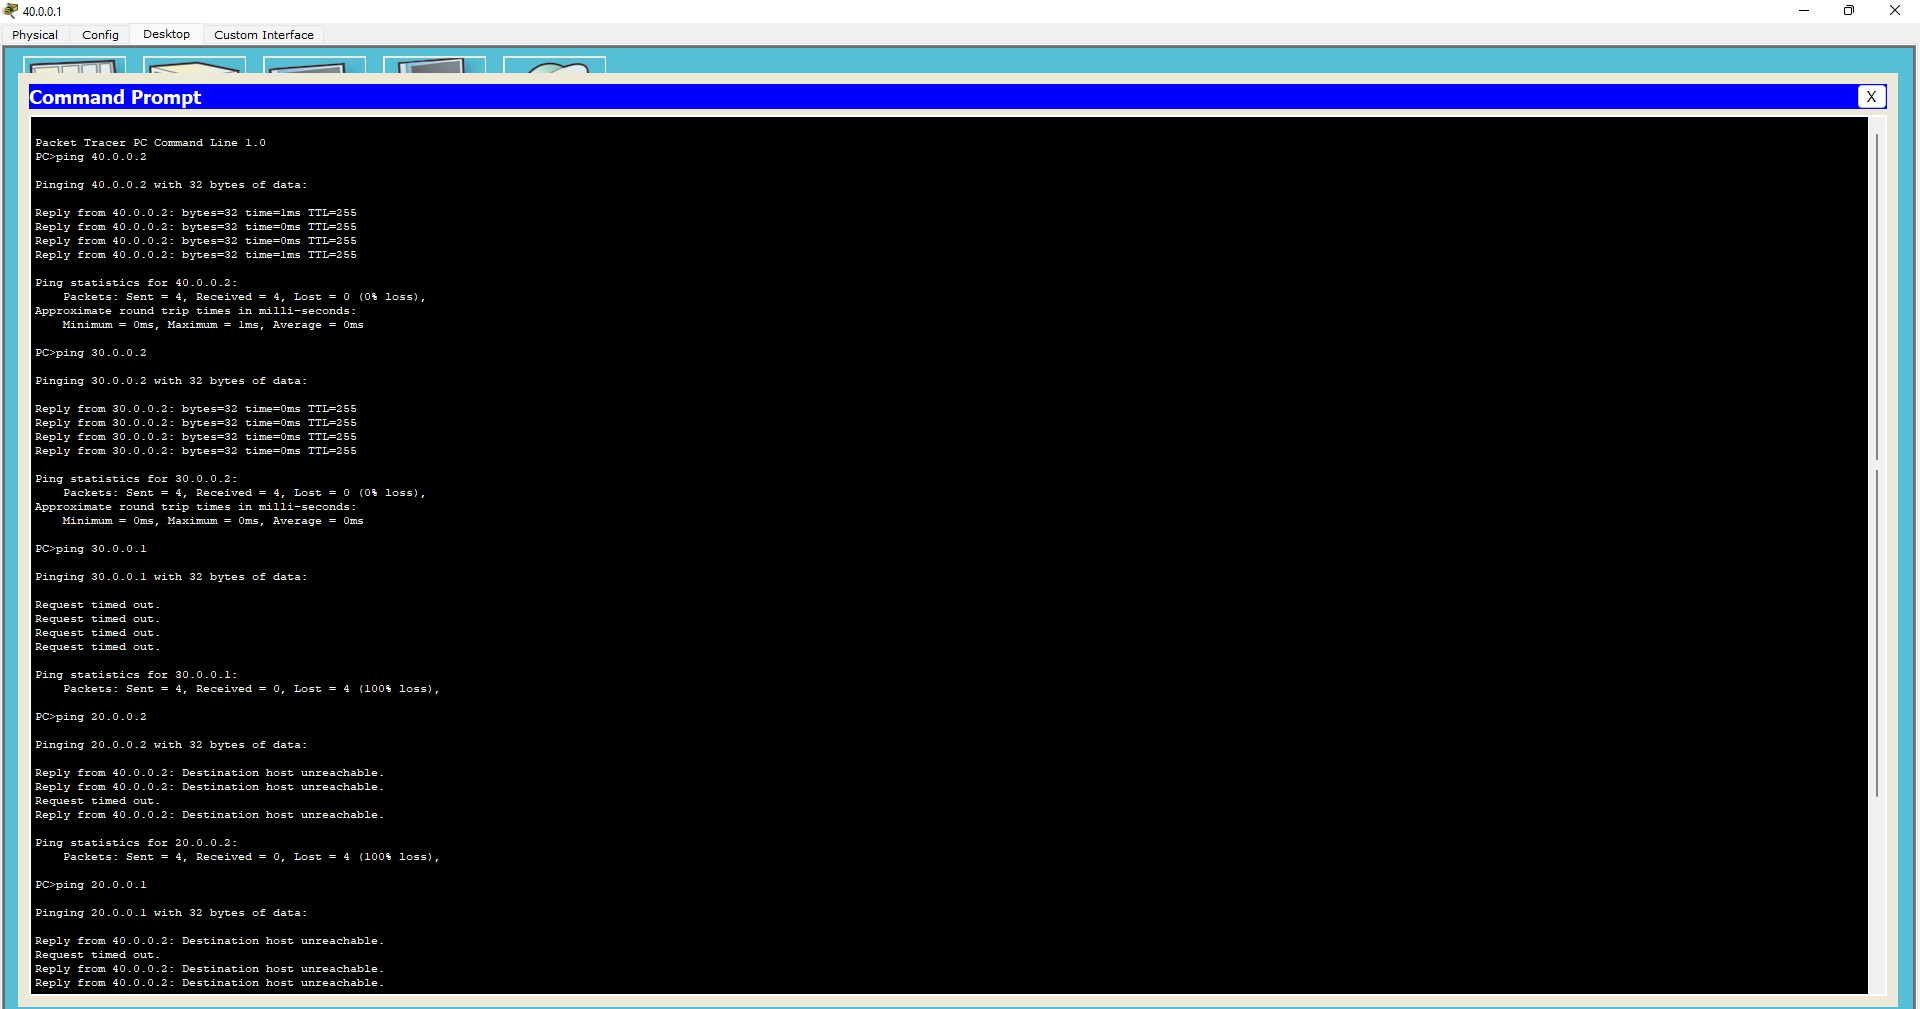 40.0.0.1
Physical Config Desktop Custom Interface
Command Prompt X
Packet Tracer PC Command Line 1.0
PC>ping 40.0.0.2
Pinging 40.0.0.2 with 32 bytes of data:
Reply from 40.0.0.2: bytes=32 time=1ms TTL=255
Reply from 40.0.0.2: bytes=32 time=0ms TTL=255
Reply from 40.0.0.2: bytes=32 time=0ms TTL=255
Reply from 40.0.0.2: bytes=32 time=1ms TTL=255
Ping statistics for 40.0.0.2:
Packets: Sent = 4, Received = 4, Lost = 0 (0% loss),
Approximate round trip times in milli-seconds:
Minimum = 0ms, Maximum = 1ms, Average = 0ms
PC>ping 30.0.0.2
Pinging 30.0.0.2 with 32 bytes of data:
Reply from 30.0.0.2: bytes=32 time=0ms TTL=255
Reply from 30.0.0.2: bytes=32 time=0ms TTL=255
Reply from 30.0.0.2: bytes=32 time=0ms TTL=255
Reply from 30.0.0.2: bytes=32 time=0ms TTL=255
Ping statistics for 30.0.0.2:
Packets: Sent = 4, Received = 4, Lost = 0 (0% loss),
Approximate round trip times in milli-seconds:
Minimum = 0ms, Maximum = 0ms, Average = 0ms
PC>ping 30.0.0.1
Pinging 30.0.0.1 with 32 bytes of data:
Request timed out.
Request timed out.
Request timed out.
Request timed out.
Ping statistics for 30.0.0.1:
Packets: Sent = 4, Received = 0, Lost = 4 (100% loss),
PC>ping 20.0.0.2
Pinging 20.0.0.2 with 32 bytes of data:
Reply from 40.0.0.2: Destination host unreachable.
Reply from 40.0.0.2: Destination host unreachable.
Request timed out.
Reply from 40.0.0.2: Destination host unreachable.
Ping statistics for 20.0.0.2:
Packets: Sent = 4, Received = 0, Lost = 4 (100% loss),
PC>ping 20.0.0.1
Pinging 20.0.0.1 with 32 bytes of data:
Reply from 40.0.0.2: Destination host unreachable.
Request timed out.
Reply from 40.0.0.2: Destination host unreachable.
Reply from 40.0.0.2: Destination host unreachable.